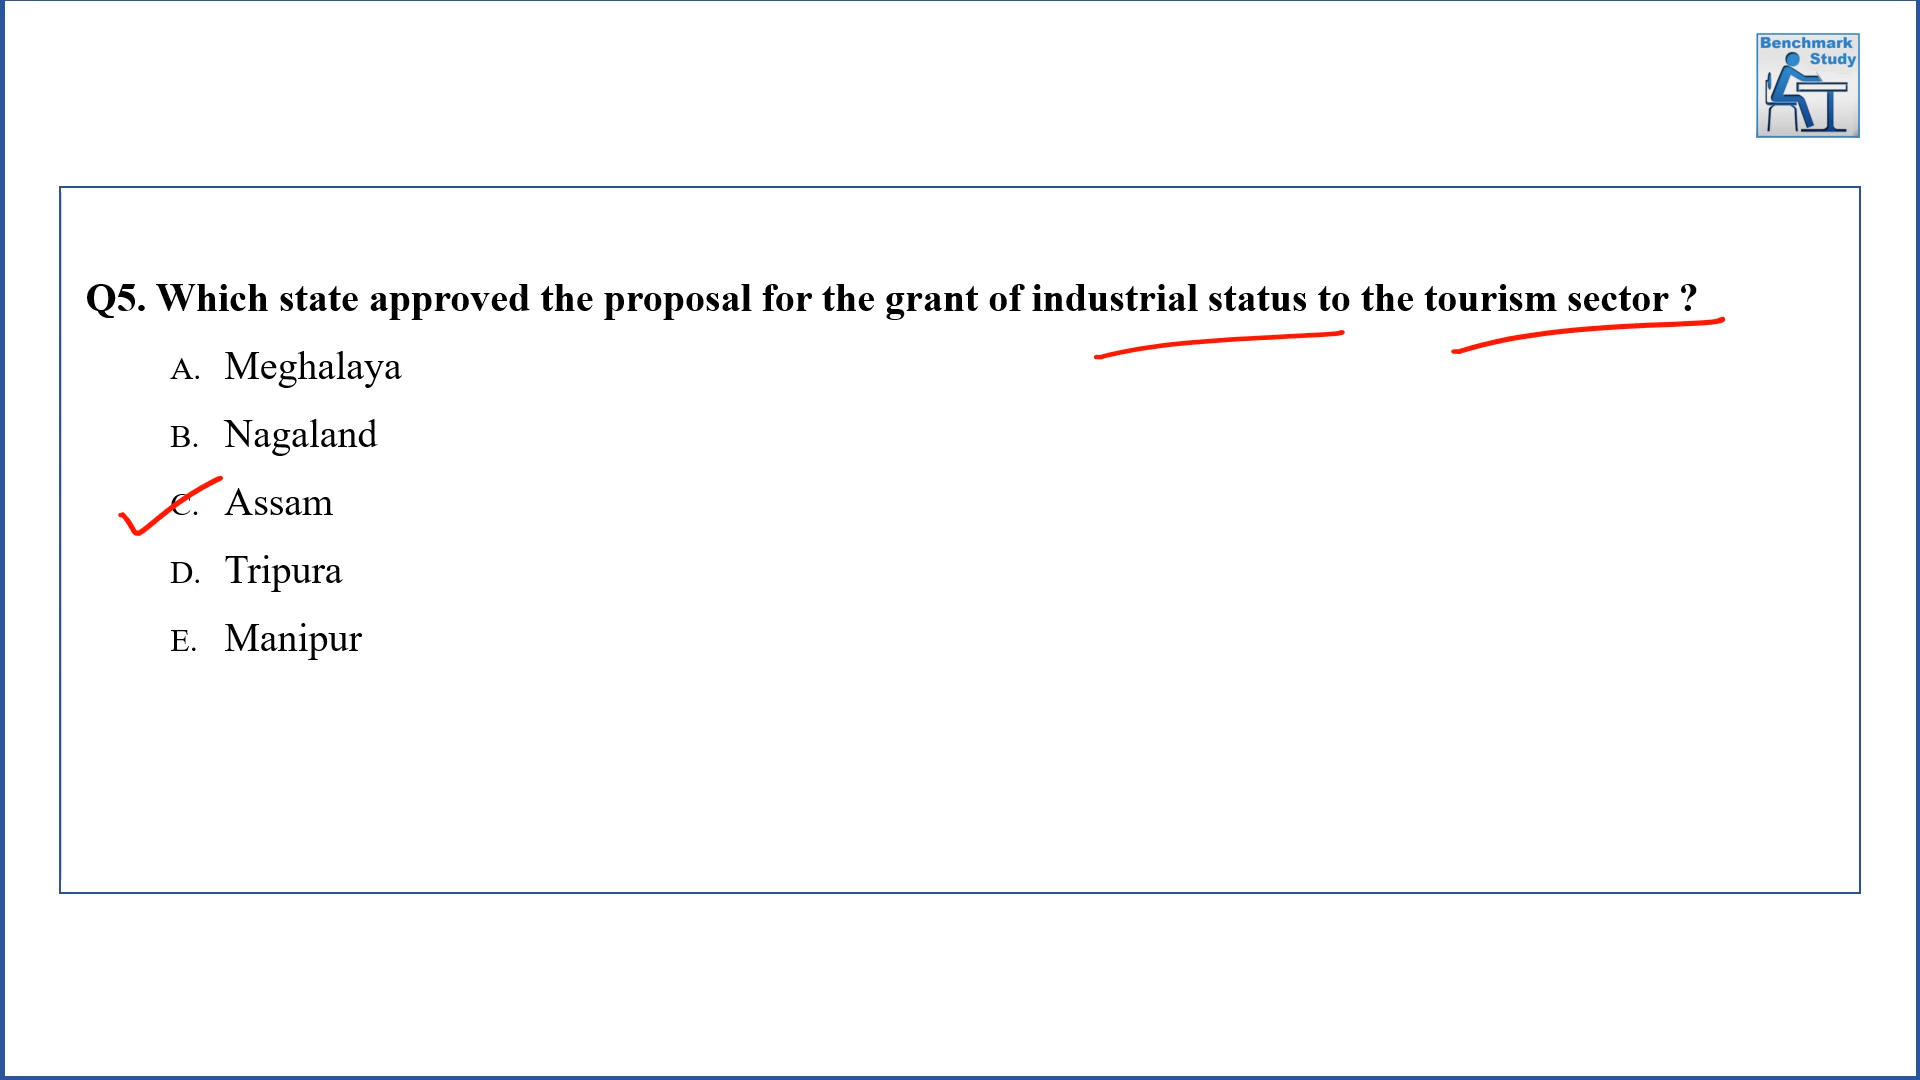 Benchmark
Study
Q5. Which state approved the proposal for the grant of industrial status to the tourism sector ?
A. Meghalaya
B. Nagaland
C. Assam
D. Tripura
E. Manipur